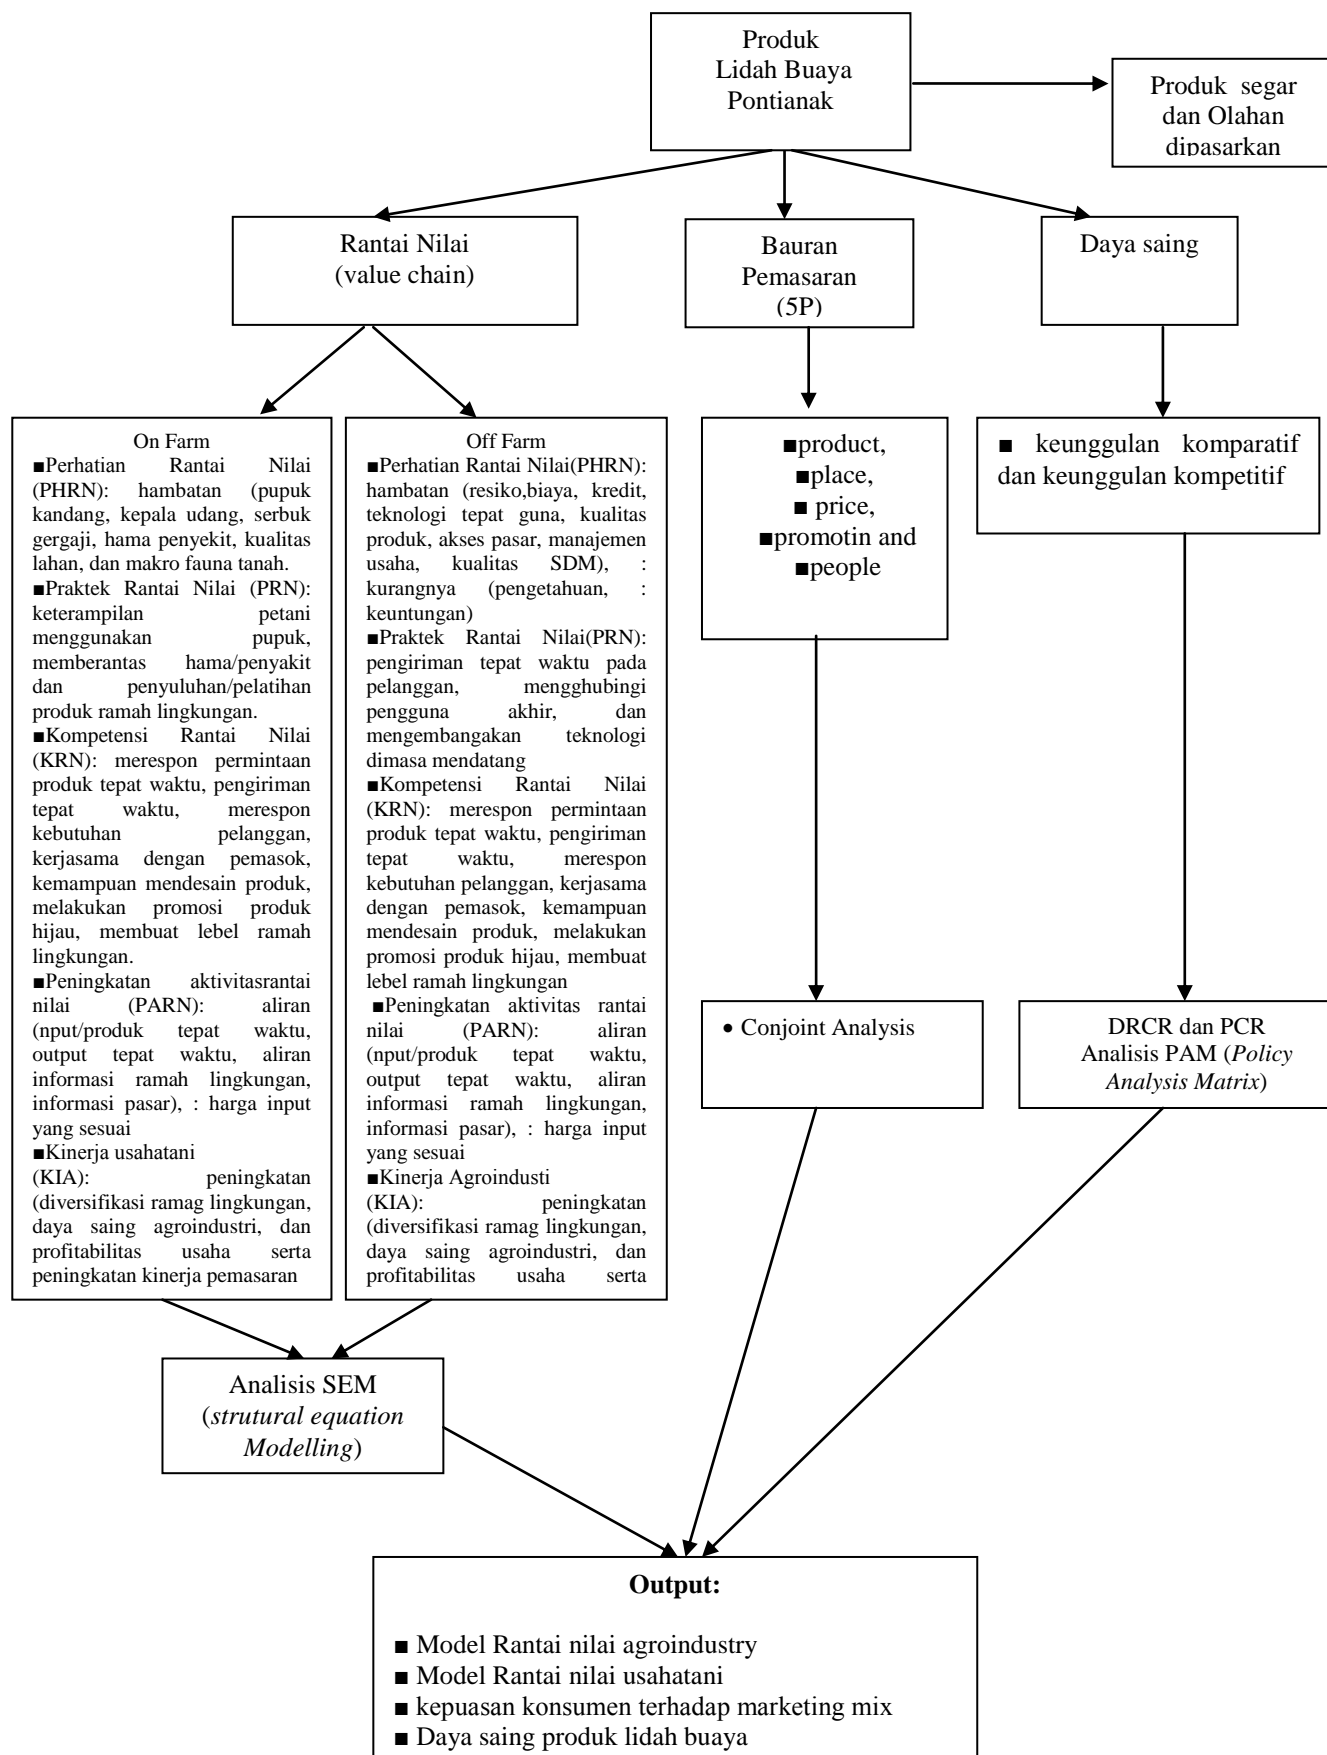 Produk
Lidah Buaya
Pontianak
Produk segar
dan Olahan
dipasarkan
Rantai Nilai
(value chain)
Bauran
Pemasaran
(5P)
Daya saing
On Farm
■Perhatian Rantai Nilai
(PHRN): hambatan (pupuk
kandang, kepala udang, serbuk
gergaji, hama penyekit, kualitas
lahan, dan makro fauna tanah.
■Praktek Rantai Nilai (PRN):
keterampilan petani
menggunakan pupuk,
memberantas hama/penyakit
dan penyuluhan/pelatihan
produk ramah lingkungan.
■Kompetensi Rantai Nilai
(KRN): merespon permintaan
produk tepat waktu, pengiriman
tepat waktu, merespon
kebutuhan pelanggan,
kerjasama dengan pemasok,
kemampuan mendesain produk,
melakukan promosi produk
hijau, membuat lebel ramah
lingkungan.
■Peningkatan aktivitasrantai
nilai (PARN): aliran
(nput/produk tepat waktu,
output tepat waktu, aliran
informasi ramah lingkungan,
informasi pasar), : harga input
yang sesuai
■Kinerja usahatani
(KIA): peningkatan
(diversifikasi ramag lingkungan,
daya saing agroindustri, dan
profitabilitas usaha serta
peningkatan kinerja pemasaran
Off Farm
■Perhatian Rantai Nilai(PHRN):
hambatan (resiko,biaya, kredit,
teknologi tepat guna, kualitas
produk, akses pasar, manajemen
usaha, kualitas SDM), :
kurangnya (pengetahuan, :
keuntungan)
■Praktek Rantai Nilai(PRN):
pengiriman tepat waktu pada
pelanggan, mengghubingi
pengguna akhir, dan
mengembangakan teknologi
dimasa mendatang
■Kompetensi Rantai Nilai
(KRN): merespon permintaan
produk tepat waktu, pengiriman
tepat waktu, merespon
kebutuhan pelanggan, kerjasama
dengan pemasok, kemampuan
mendesain produk, melakukan
promosi produk hijau, membuat
lebel ramah lingkungan
■Peningkatan aktivitas rantai
nilai (PARN): aliran
(nput/produk tepat waktu,
output tepat waktu, aliran
informasi ramah lingkungan,
informasi pasar), : harga input
yang sesuai
■Kinerja Agroindusti
(KIA): peningkatan
(diversifikasi ramag lingkungan,
daya saing agroindustri, dan
profitabilitas usaha serta
■product,
■place,
■ price,
■promotin and
■people
■ keunggulan komparatif
dan keunggulan kompetitif
• Conjoint Analysis
DRCR dan PCR
Analisis PAM (Policy
Analysis Matrix)
Analisis SEM
(strutural equation
Modelling)
Output:
■ Model Rantai nilai agroindustry
■ Model Rantai nilai usahatani
■ kepuasan konsumen terhadap marketing mix
■ Daya saing produk lidah buaya